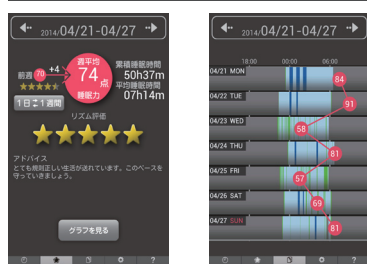 2014/04/21-04/27
週平均
74
点
睡眠力
前週
70
+4
累積睡眠時間
50h37m
平均睡眠時間
07h14m
1日⇄1週間
リズム評価
アドバイス
とても規則正しい生活が送れています。このペースを
守っていきましょう。
グラフを見る
?
2014/04/21-04/27
18:00 00:00 06:00
04/21 MON
84
04/22 TUE
91
04/23 WED
58
04/24 THU
81
04/25 FRI
57
04/26 SAT
69
04/27 SUN
81
?